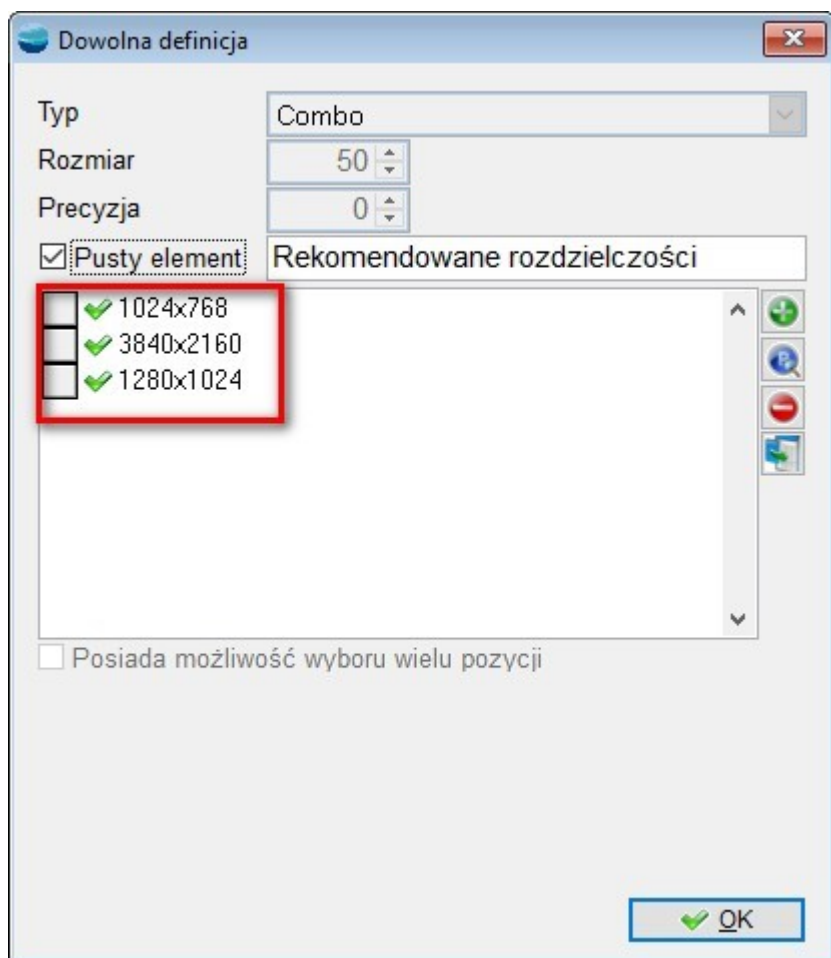 Dowolna definicja
Typ Combo
Rozmiar 50
Precyzja 0
Pusty element Rekomendowane rozdzielczości
1024x768
3840x2160
1280x1024
Posiada możliwość wyboru wielu pozycji
OK